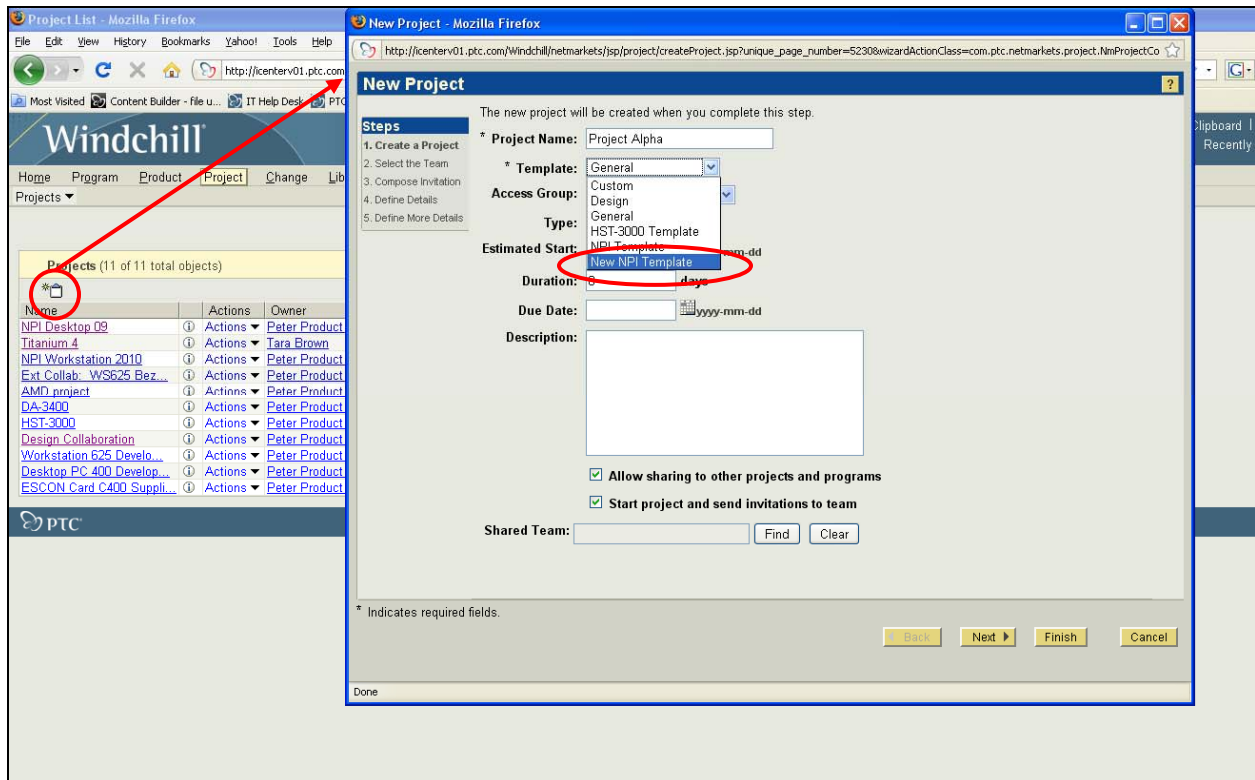 Project List - Mozilla Firefox
File Edit View History Bookmarks Yahoo! Tools Help
http://icenterv01.ptc.com
Most Visited Content Builder - file u... IT Help Desk PTC
Windchill
Clipboard
Recently
Home Program Product Project Change Lib
Projects
Projects (11 of 11 total objects)
Name Actions Owner
NPI Desktop 09 Actions Peter Product
Titanium 4 Actions Tara Brown
NPI Workstation 2010 Actions Peter Product
Ext Collab: WS625 Bez... Actions Peter Product
AMD project Actions Peter Product
DA-3400 Actions Peter Product
HST-3000 Actions Peter Product
Design Collaboration Actions Peter Product
Workstation 625 Develo... Actions Peter Product
Desktop PC 400 Develop... Actions Peter Product
ESCON Card C400 Suppli... Actions Peter Product
PTC
New Project - Mozilla Firefox
http://icenterv01.ptc.com/Windchill/netmarkets/jsp/project/createProject.jsp?unique_page_number=5230&wizardActionClass=com.ptc.netmarkets.project.NmProjectCo
New Project ?
The new project will be created when you complete this step.
Steps
1. Create a Project
2. Select the Team
3. Compose Invitation
4. Define Details
5. Define More Details
* Project Name: Project Alpha
* Template: General
Custom
Design
General
HST-3000 Template
NPI Template
New NPI Template
Access Group:
Type:
Estimated Start: mm-dd
Duration: 0 days
Due Date: yyyy-mm-dd
Description:
Allow sharing to other projects and programs
Start project and send invitations to team
Shared Team: Find Clear
* Indicates required fields.
Back Next Finish Cancel
Done